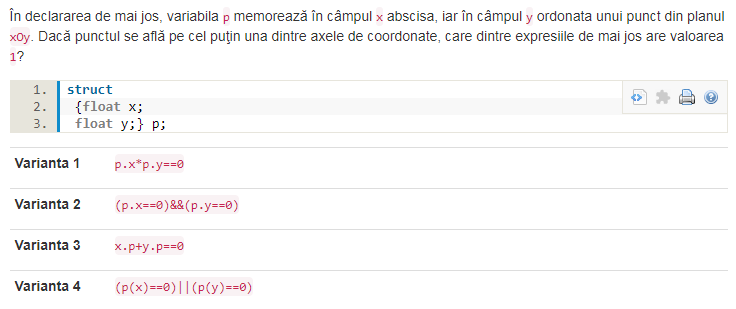 În declararea de mai jos, variabila p memorează în câmpul x abscisa, iar în câmpul y ordonata unui punct din planul
xOy. Dacă punctul se află pe cel puţin una dintre axele de coordonate, care dintre expresiile de mai jos are valoarea
1?
1. struct
2. {float x;
3. float y;} p;
Varianta 1 p.x*p.y==0
Varianta 2 (p.x==0)&&(p.y==0)
Varianta 3 x.p+y.p==0
Varianta 4 (p(x)==0)||(p(y)==0)